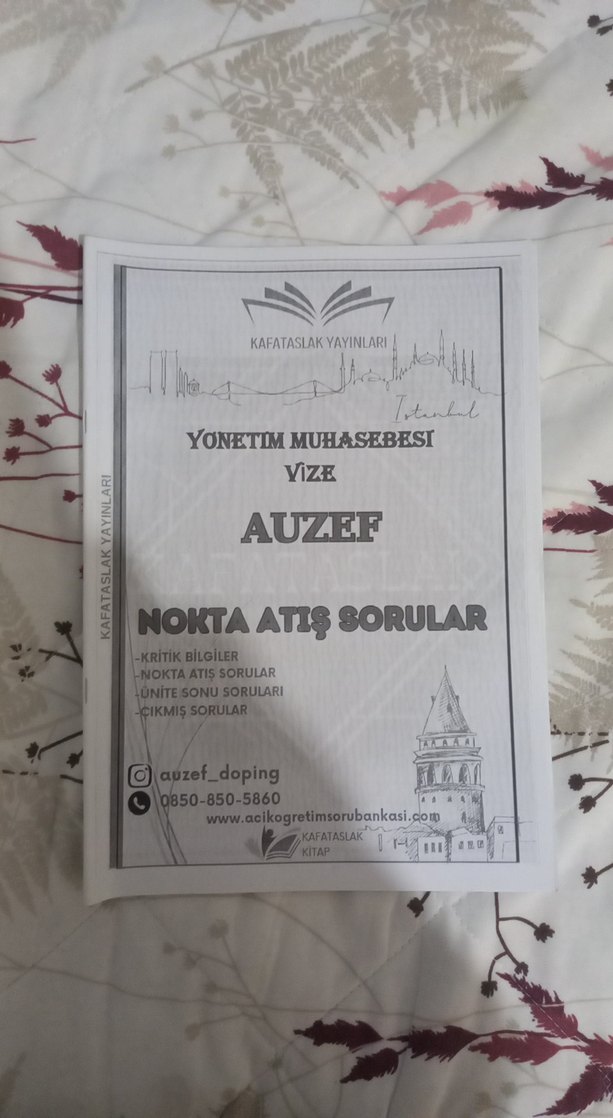 KAFATASLAK YAYINLARI
İstanbul
YÖNETİM MUHASEBESİ
VİZE
AUZEF
KAFATASLAK
NOKTA ATIŞ SORULAR
-KRİTİK BİLGİLER
-NOKTA ATIŞ SORULAR
-ÜNİTE SONU SORULARI
-ÇIKMIŞ SORULAR
auzef_doping
0850-850-5860
www.acikogretimsorubankasi.com
KAFATASLAK
KİTAP
KAFATASLAK YAYINLARI